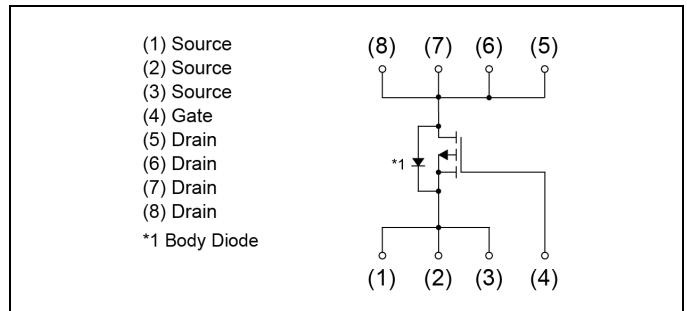 (1) Source
(2) Source
(3) Source
(4) Gate
(5) Drain
(6) Drain
(7) Drain
(8) Drain
*1 Body Diode
(8) (7) (6) (5)
*1
(1) (2) (3) (4)